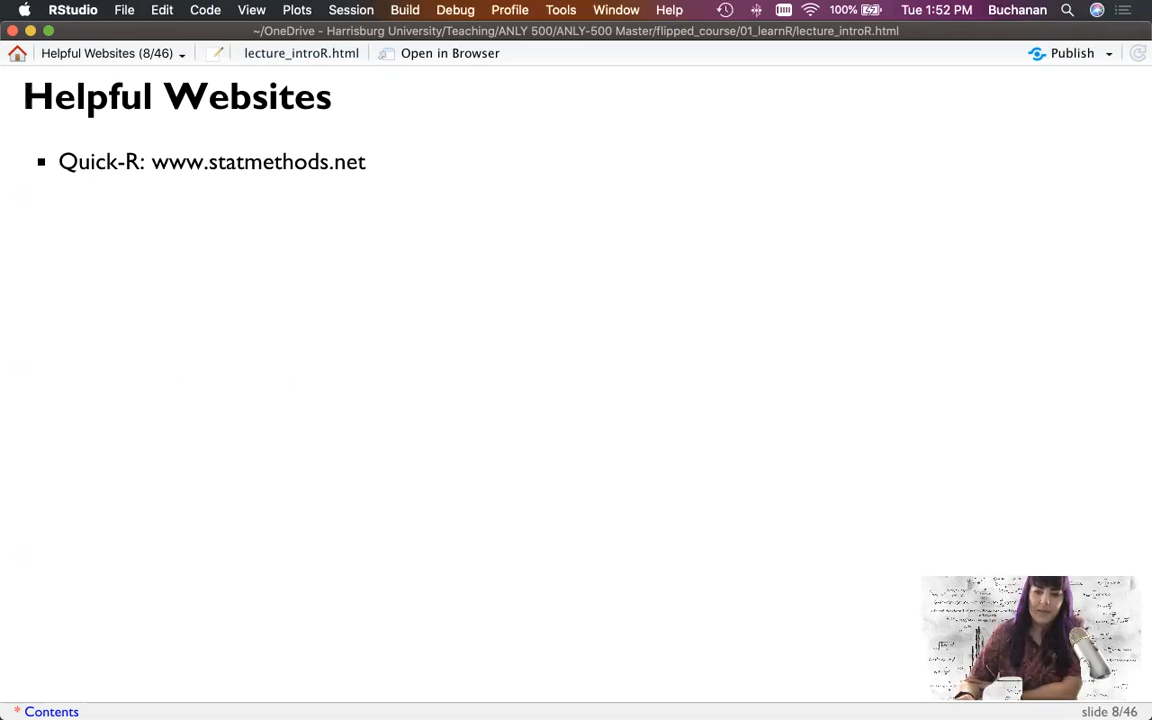 RStudio File Edit Code View Plots Session Build Debug Profile Tools Window Help 100% Tue 1:52 PM Buchanan
~/OneDrive - Harrisburg University/Teaching/ANLY 500/ANLY-500 Master/flipped_course/01_learnR/lecture_introR.html
Helpful Websites (8/46) lecture_introR.html Open in Browser Publish
Helpful Websites
▪ Quick-R: www.statmethods.net
* Contents slide 8/46